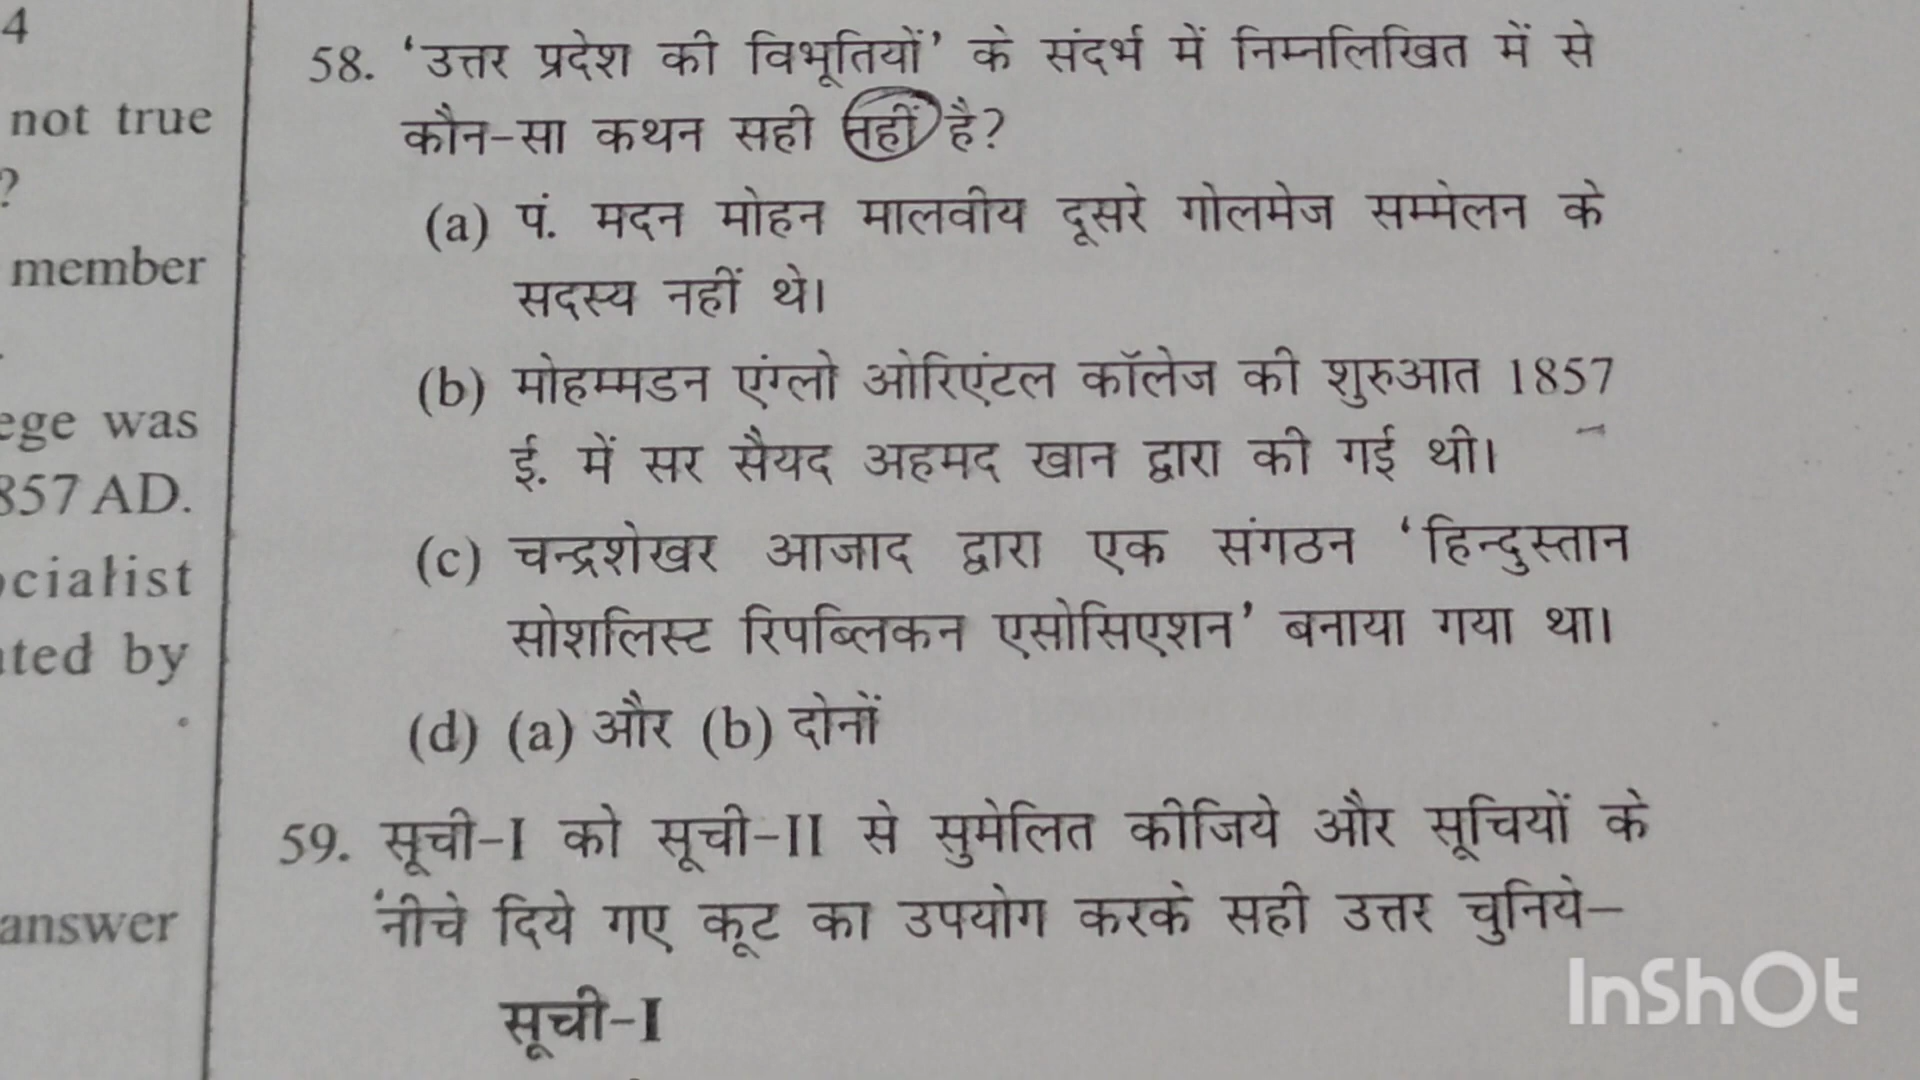 4
not true
?
member
ege was
857 AD.
ocialist
ated by
answer
58. ‘उत्तर प्रदेश की विभूतियों’ के संदर्भ में निम्नलिखित में से
कौन-सा कथन सही नहीं है?
(a) पं. मदन मोहन मालवीय दूसरे गोलमेज सम्मेलन के
सदस्य नहीं थे।
(b) मोहम्मडन एंग्लो ओरिएंटल कॉलेज की शुरुआत 1857
ई. में सर सैयद अहमद खान द्वारा की गई थी।
(c) चन्द्रशेखर आजाद द्वारा एक संगठन ‘हिन्दुस्तान
सोशलिस्ट रिपब्लिकन एसोसिएशन’ बनाया गया था।
(d) (a) और (b) दोनों
59. सूची-I को सूची-II से सुमेलित कीजिये और सूचियों के
नीचे दिये गए कूट का उपयोग करके सही उत्तर चुनिये–
सूची-I
InShOt